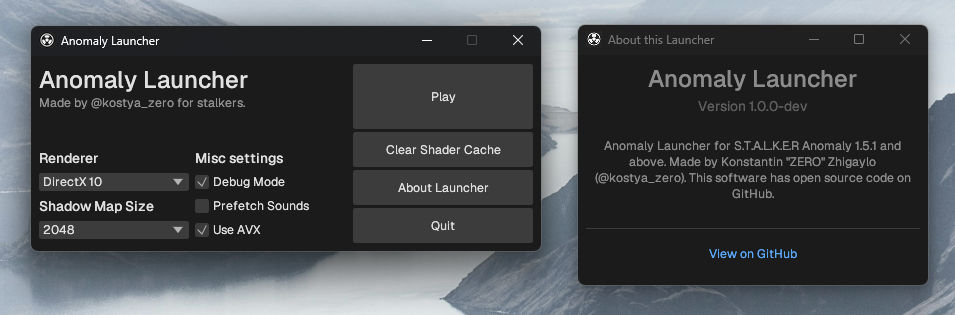 Anomaly Launcher
Anomaly Launcher
Made by @kostya_zero for stalkers.
Renderer
DirectX 10
Shadow Map Size
2048
Misc settings
Debug Mode
Prefetch Sounds
Use AVX
Play
Clear Shader Cache
About Launcher
Quit
About this Launcher
Anomaly Launcher
Version 1.0.0-dev
Anomaly Launcher for S.T.A.L.K.E.R Anomaly 1.5.1 and
above. Made by Konstantin "ZERO" Zhigaylo
(@kostya_zero). This software has open source code on
GitHub.
View on GitHub